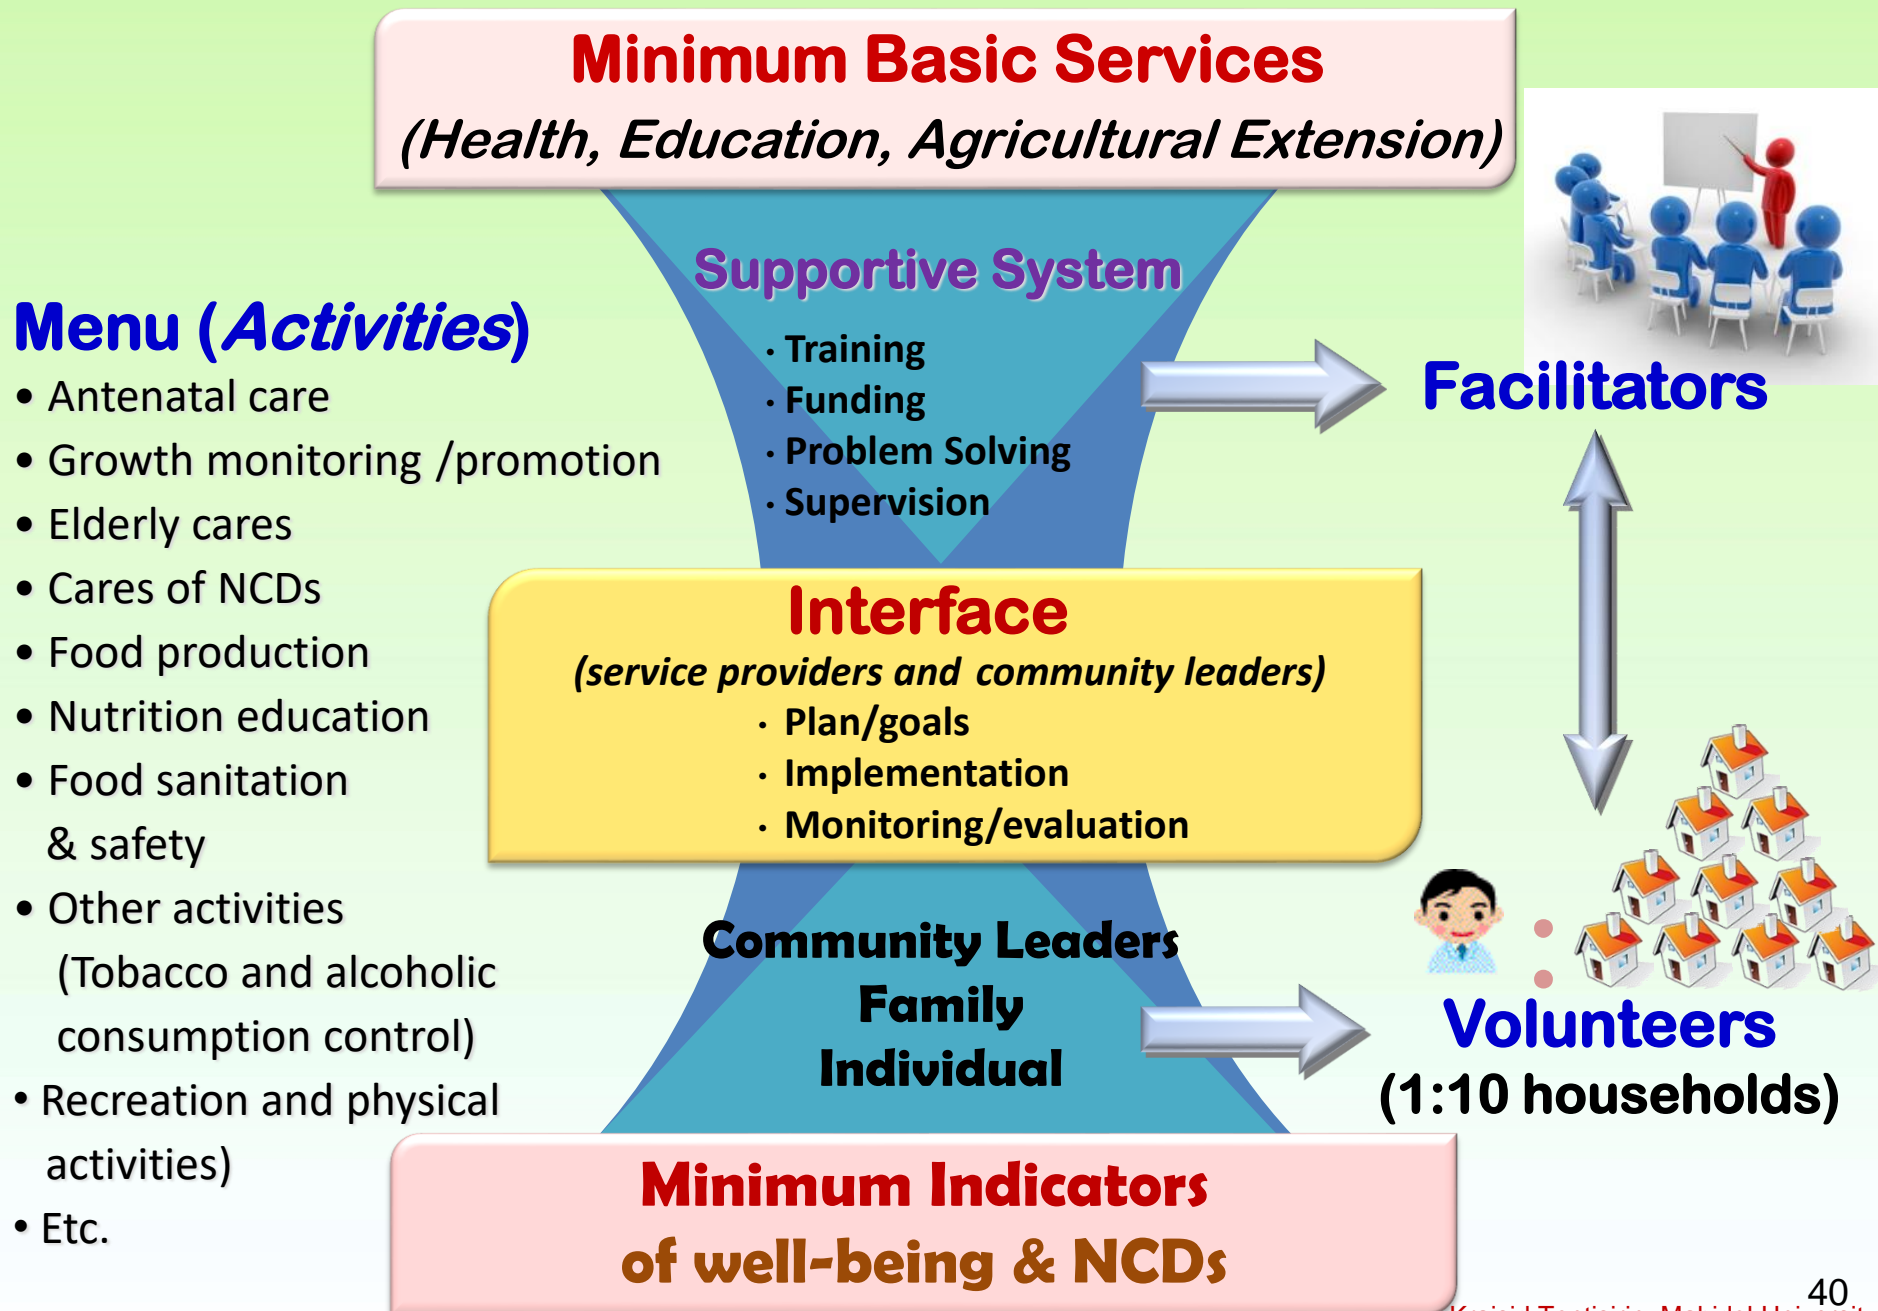 Minimum Basic Services
(Health, Education, Agricultural Extension)
Supportive System
• Training
• Funding
• Problem Solving
• Supervision
Facilitators
Menu (Activities)
• Antenatal care
• Growth monitoring /promotion
• Elderly cares
• Cares of NCDs
• Food production
• Nutrition education
• Food sanitation
& safety
• Other activities
(Tobacco and alcoholic
consumption control)
• Recreation and physical
activities)
• Etc.
Interface
(service providers and community leaders)
• Plan/goals
• Implementation
• Monitoring/evaluation
Community Leaders
Family
Individual
:
Volunteers
(1:10 households)
Minimum Indicators
of well-being & NCDs
40